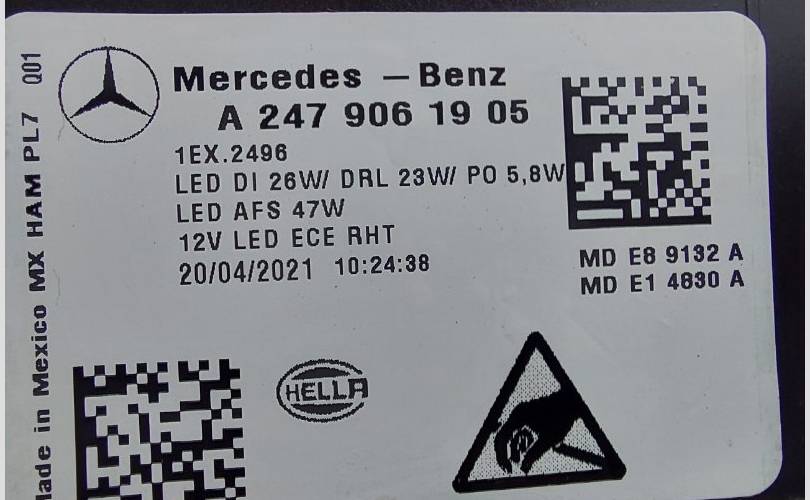 Mercedes - Benz
A 247 906 19 05
1EX.2496
LED DI 26W/ DRL 23W/ PO 5,8W
LED AFS 47W
12V LED ECE RHT
20/04/2021 10:24:38
MD E8 9132 A
MD E1 4830 A
HELLA
Made in Mexico MX HAM PL7 Q01